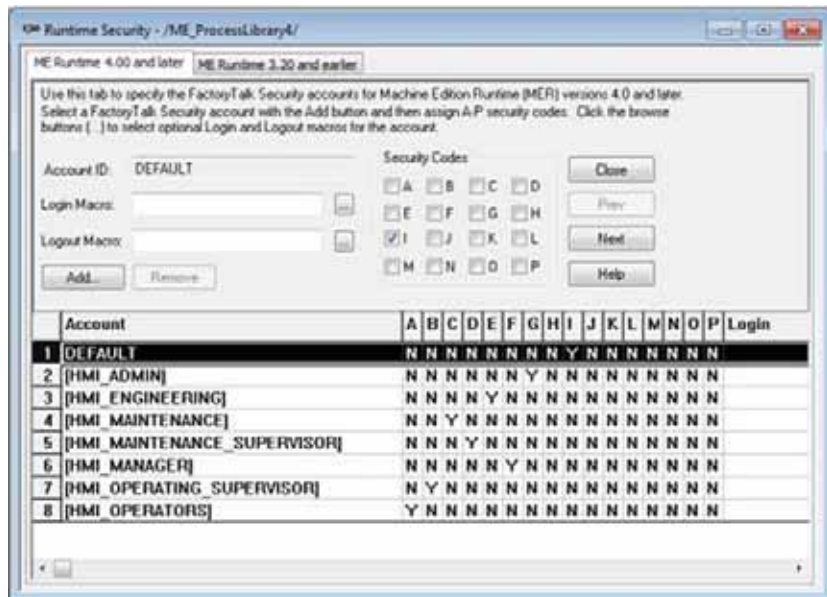 Runtime Security - /ME_ProcessLibrary4/
ME Runtime 4.00 and later ME Runtime 3.20 and earlier
Use this tab to specify the FactoryTalk Security accounts for Machine Edition Runtime (MER) versions 4.0 and later.
Select a FactoryTalk Security account with the Add button and then assign A-P security codes. Click the browse
buttons (...) to select optional Login and Logout macros for the account.
Account ID: DEFAULT
Security Codes
Close
A B C D
Login Macro: ...
Prev
E F G H
Logout Macro: ...
I J K L
Next
Add... Remove
M N O P
Help
Account A B C D E F G H I J K L M N O P Login
1 DEFAULT N N N N N N N N Y N N N N N N N
2 [HMI_ADMIN] N N N N N N Y N N N N N N N N N
3 [HMI_ENGINEERING] N N N N Y N N N N N N N N N N N
4 [HMI_MAINTENANCE] N N Y N N N N N N N N N N N N N
5 [HMI_MAINTENANCE_SUPERVISOR] N N N Y N N N N N N N N N N N N
6 [HMI_MANAGER] N N N N N Y N N N N N N N N N N
7 [HMI_OPERATING_SUPERVISOR] N Y N N N N N N N N N N N N N N
8 [HMI_OPERATORS] Y N N N N N N N N N N N N N N N